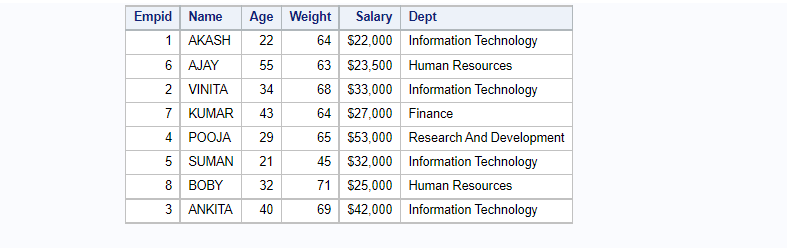 Empid Name Age Weight Salary Dept
1 AKASH 22 64 $22,000 Information Technology
6 AJAY 55 63 $23,500 Human Resources
2 VINITA 34 68 $33,000 Information Technology
7 KUMAR 43 64 $27,000 Finance
4 POOJA 29 65 $53,000 Research And Development
5 SUMAN 21 45 $32,000 Information Technology
8 BOBY 32 71 $25,000 Human Resources
3 ANKITA 40 69 $42,000 Information Technology